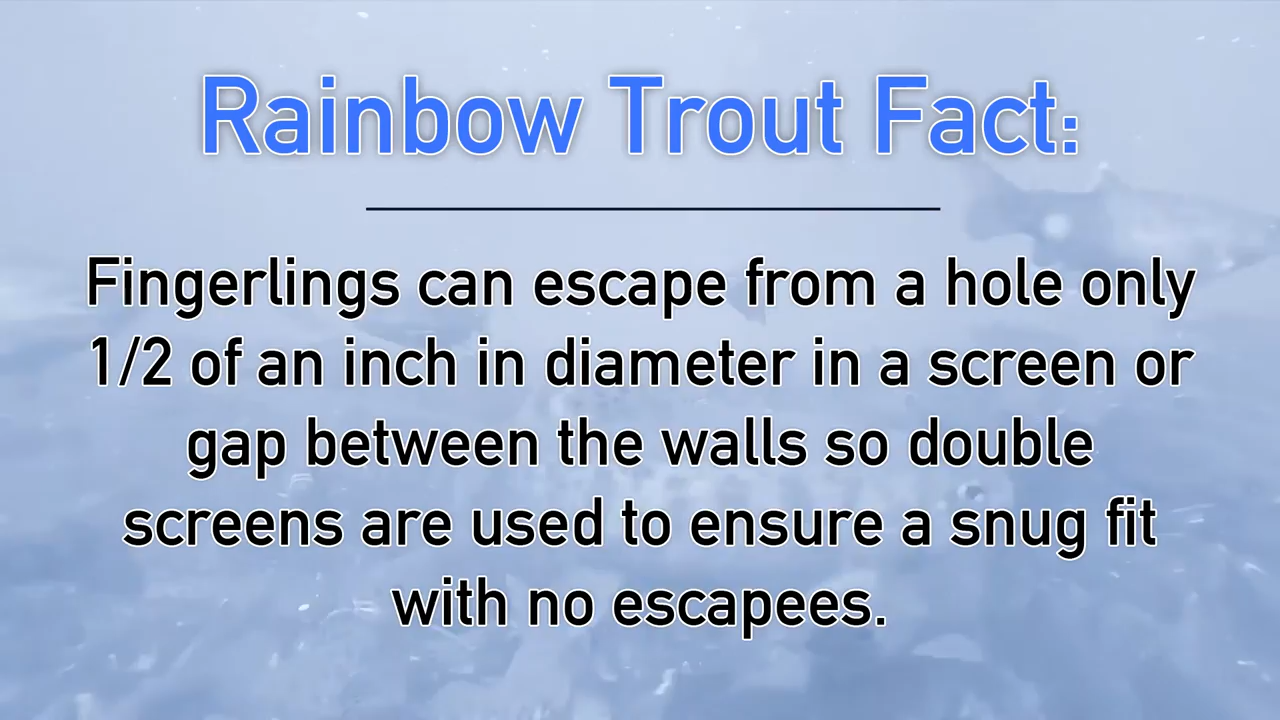 Rainbow Trout Fact:
Fingerlings can escape from a hole only
1/2 of an inch in diameter in a screen or
gap between the walls so double
screens are used to ensure a snug fit
with no escapees.